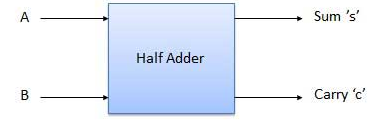 A
Sum ’s’
Half Adder
B
Carry ‘c’